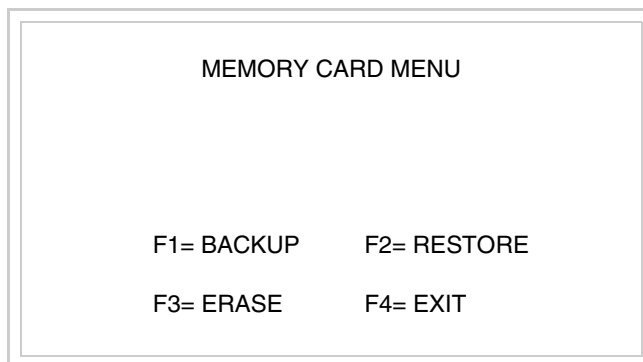 MEMORY CARD MENU
F1= BACKUP F2= RESTORE
F3= ERASE F4= EXIT